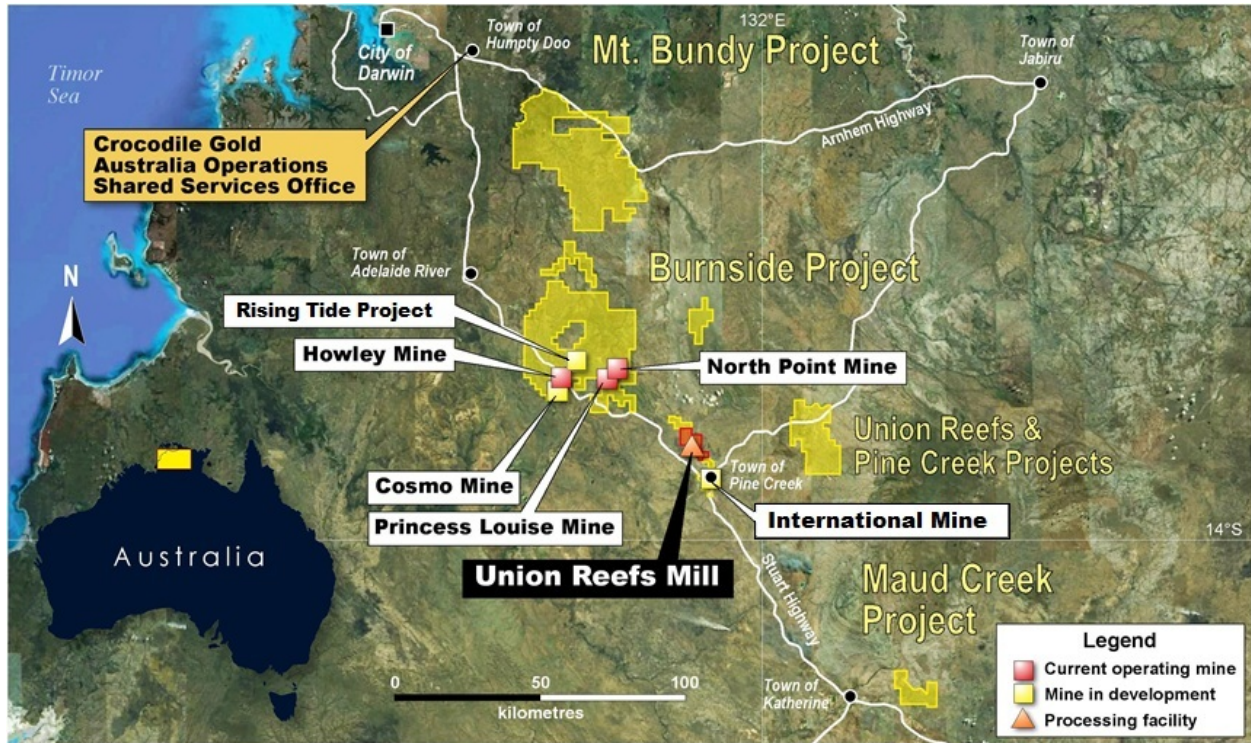 132°E
Town of
Humpty Doo
City of
Darwin
Mt. Bundy Project
Town of
Jabiru
Timor
Sea
Arnhem Highway
Crocodile Gold
Australia Operations
Shared Services Office
Town of
Adelaide River
Burnside Project
N
Rising Tide Project
Howley Mine
North Point Mine
Union Reefs &
Pine Creek Projects
Town of
Pine Creek
Cosmo Mine
Princess Louise Mine
International Mine
14°S
Australia
Union Reefs Mill
Stuart Highway
Maud Creek
Project
Legend
Current operating mine
Mine in development
Processing facility
0 50 100
kilometres
Town of
Katherine